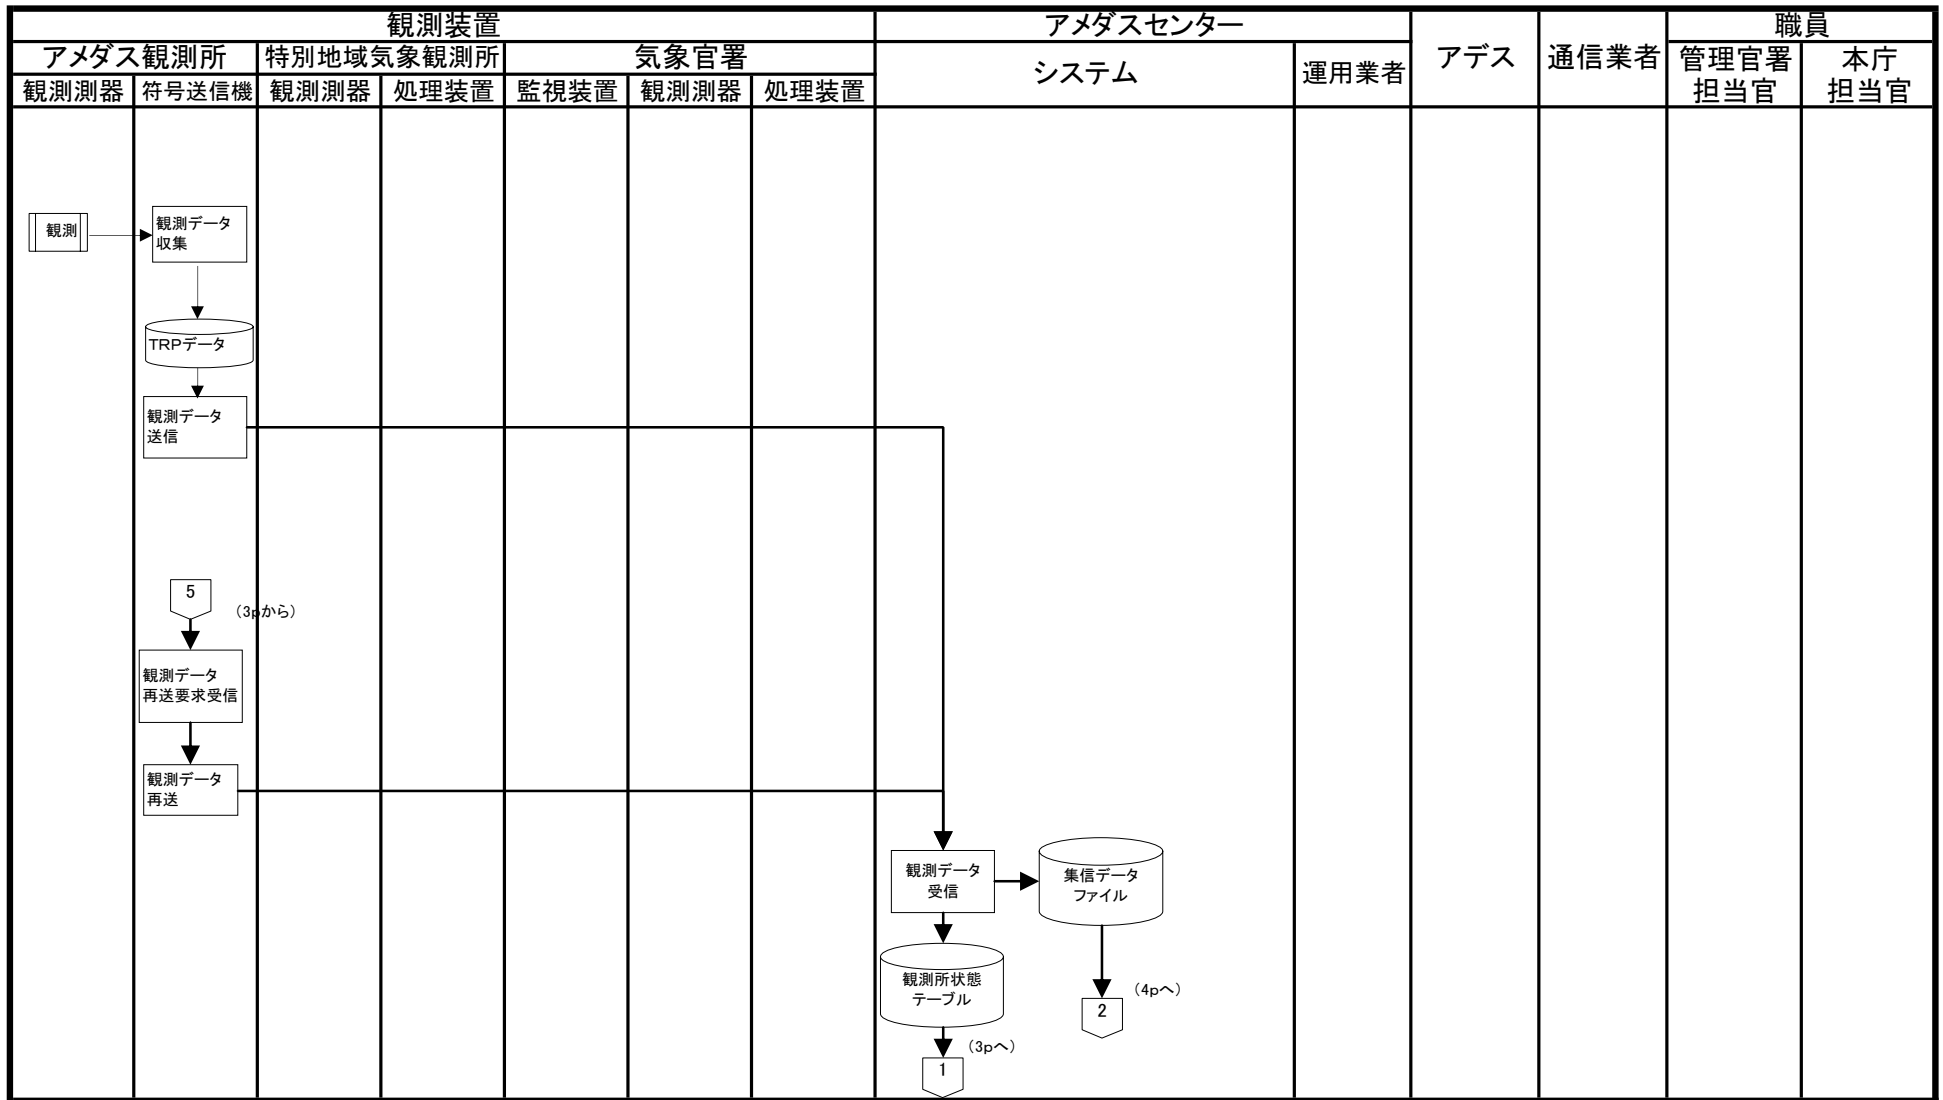 観測装置
アメダスセンター
アデス
通信業者
職員
アメダス観測所
特別地域気象観測所
気象官署
システム
運用業者
管理官署
担当官
本庁
担当官
観測測器
符号送信機
観測測器
処理装置
監視装置
観測測器
処理装置
観測
観測データ
収集
TRPデータ
観測データ
送信
5
(3pから)
観測データ
再送要求受信
観測データ
再送
観測データ
受信
集信データ
ファイル
観測所状態
テーブル
(4pへ)
2
(3pへ)
1